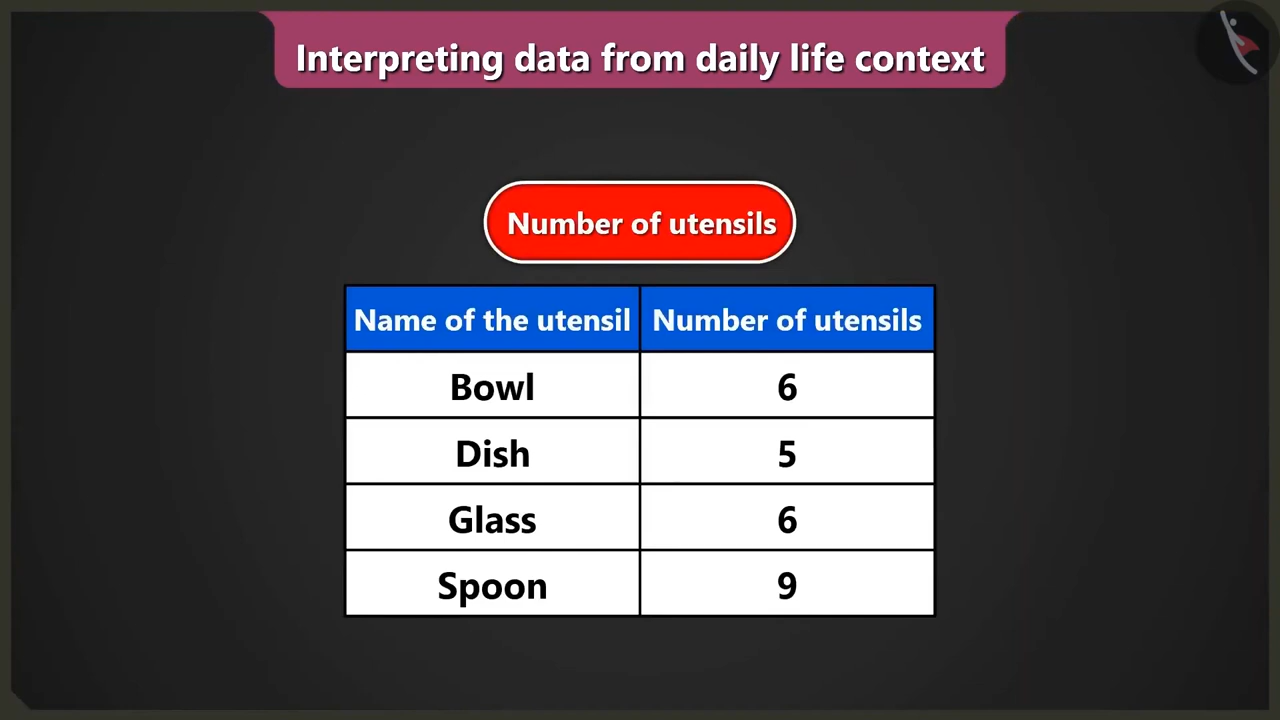 Interpreting data from daily life context
Number of utensils
Name of the utensil Number of utensils
Bowl 6
Dish 5
Glass 6
Spoon 9